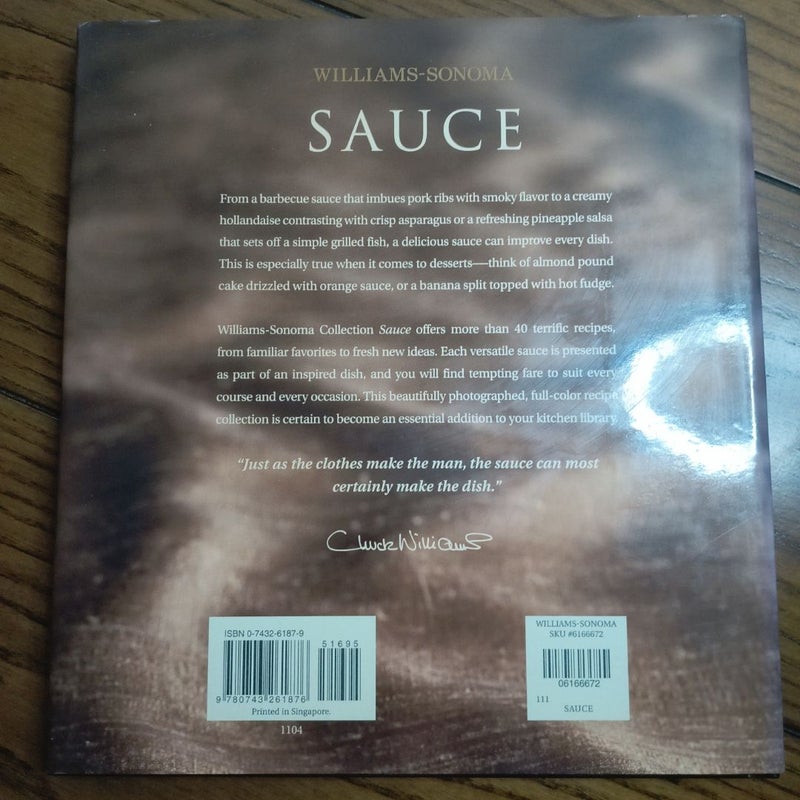 WILLIAMS-SONOMA
SAUCE
From a barbecue sauce that imbues pork ribs with smoky flavor to a creamy
hollandaise contrasting with crisp asparagus or a refreshing pineapple salsa
that sets off a simple grilled fish, a delicious sauce can improve every dish.
This is especially true when it comes to desserts—think of almond pound
cake drizzled with orange sauce, or a banana split topped with hot fudge.
Williams-Sonoma Collection Sauce offers more than 40 terrific recipes,
from familiar favorites to fresh new ideas. Each versatile sauce is presented
as part of an inspired dish, and you will find tempting fare to suit every
course and every occasion. This beautifully photographed, full-color recipe
collection is certain to become an essential addition to your kitchen library.
“Just as the clothes make the man, the sauce can most
certainly make the dish.”
Chuck Williams
ISBN 0-7432-6187-9
51695
9 780743 261876
Printed in Singapore.
1104
WILLIAMS-SONOMA
SKU #6166672
06166672
111
SAUCE